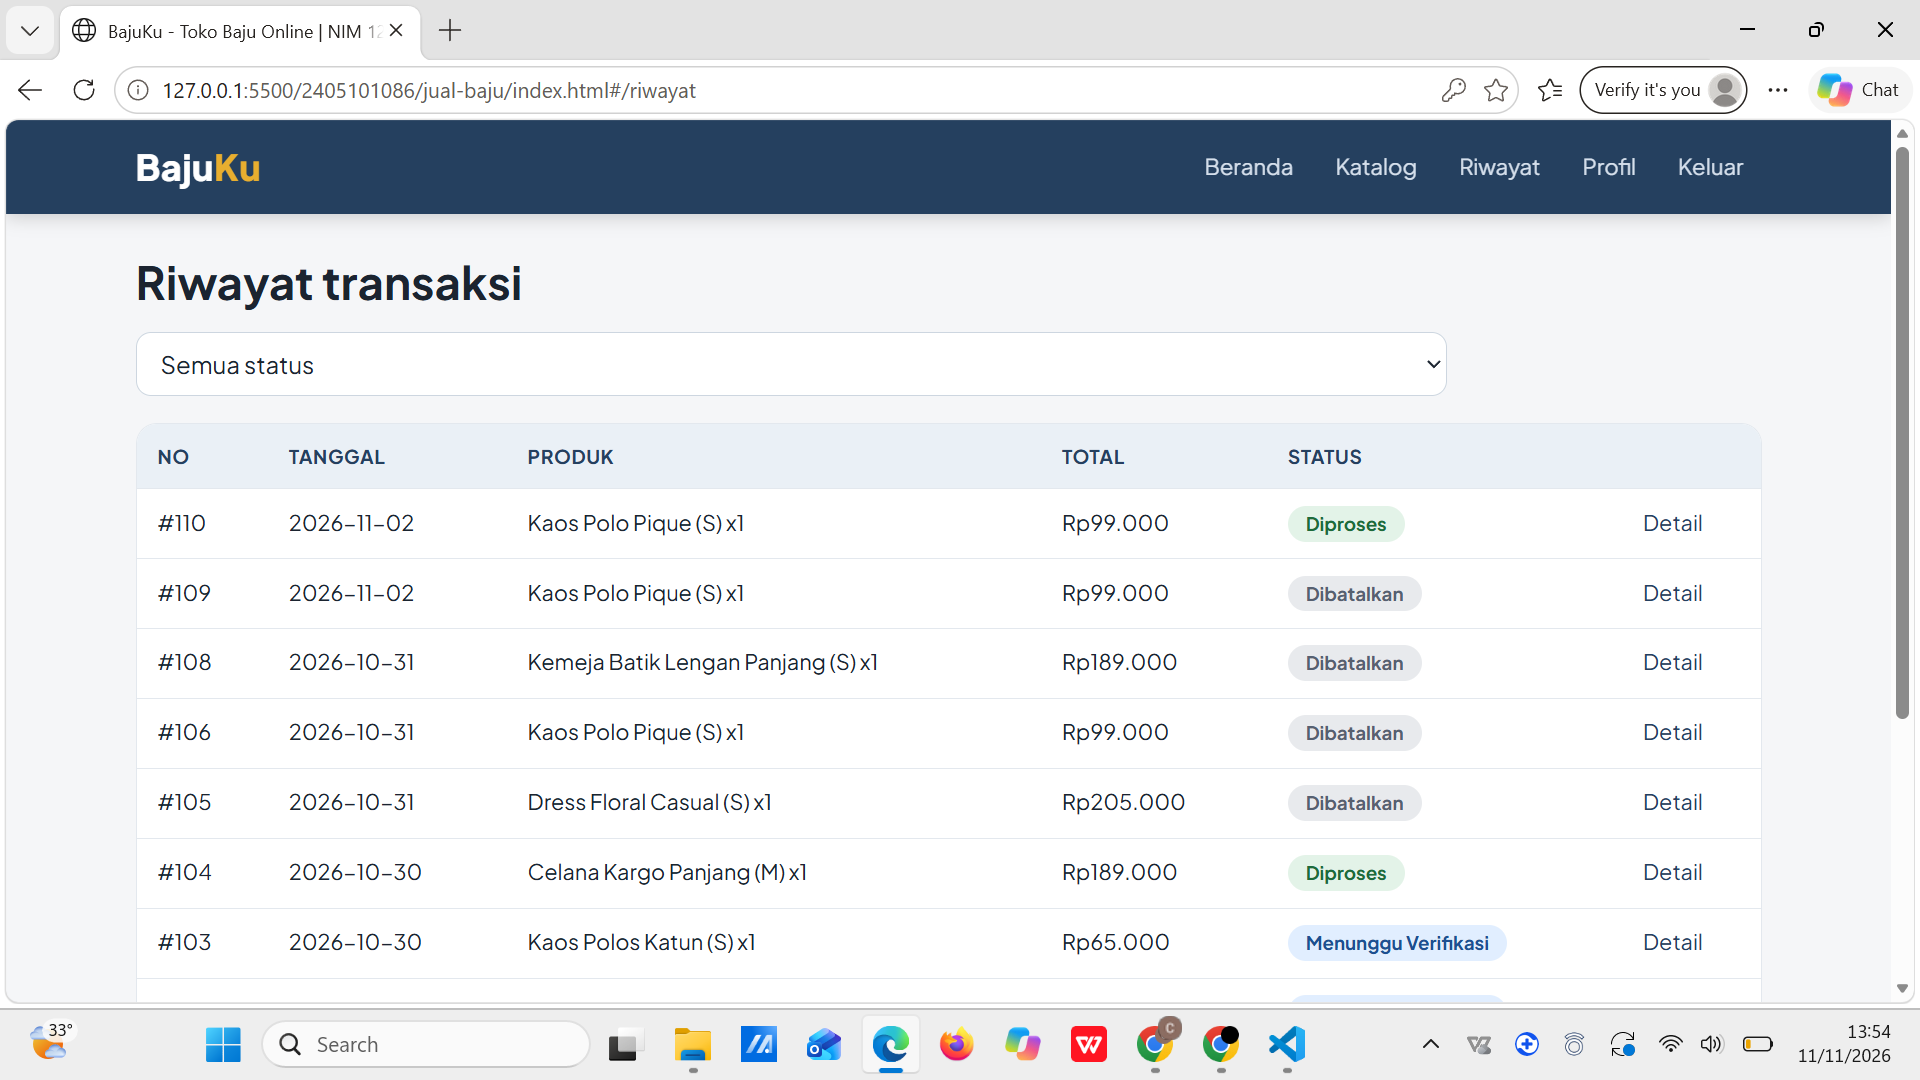 BajuKu - Toko Baju Online | NIM 12
127.0.0.1:5500/2405101086/jual-baju/index.html#/riwayat
Verify it's you
Chat
BajuKu
Beranda Katalog Riwayat Profil Keluar
Riwayat transaksi
Semua status
NO TANGGAL PRODUK TOTAL STATUS
#110 2026-11-02 Kaos Polo Pique (S) x1 Rp99.000 Diproses Detail
#109 2026-11-02 Kaos Polo Pique (S) x1 Rp99.000 Dibatalkan Detail
#108 2026-10-31 Kemeja Batik Lengan Panjang (S) x1 Rp189.000 Dibatalkan Detail
#106 2026-10-31 Kaos Polo Pique (S) x1 Rp99.000 Dibatalkan Detail
#105 2026-10-31 Dress Floral Casual (S) x1 Rp205.000 Dibatalkan Detail
#104 2026-10-30 Celana Kargo Panjang (M) x1 Rp189.000 Diproses Detail
#103 2026-10-30 Kaos Polos Katun (S) x1 Rp65.000 Menunggu Verifikasi Detail
33°
Search
C
13:54
11/11/2026